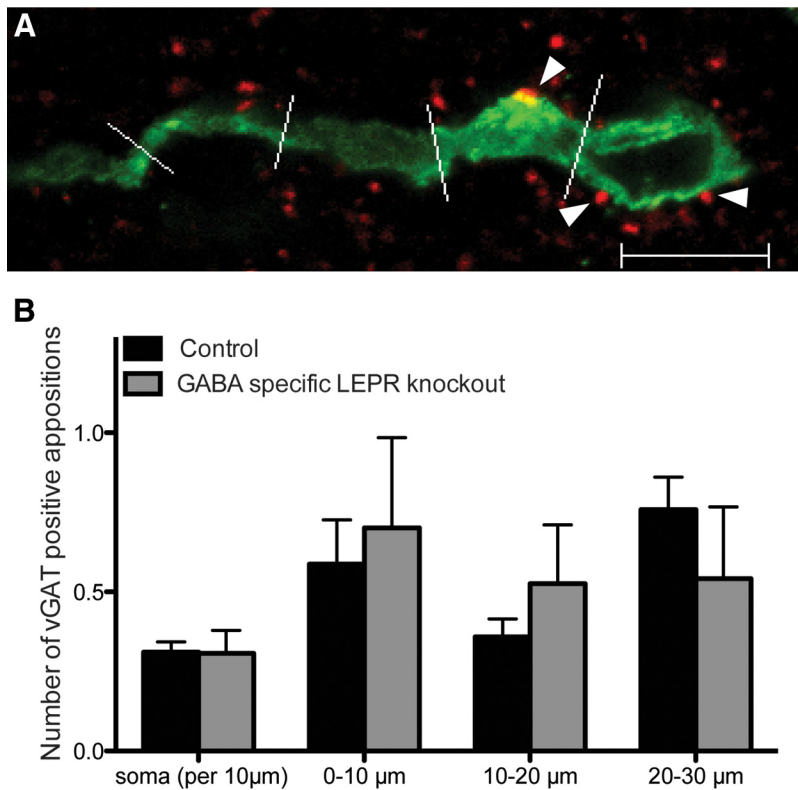 A
B
Control
GABA specific LEPR knockout
Number of vGAT positive appositions
1.0
0.5
0.0
soma (per 10µm)
0-10 µm
10-20 µm
20-30 µm